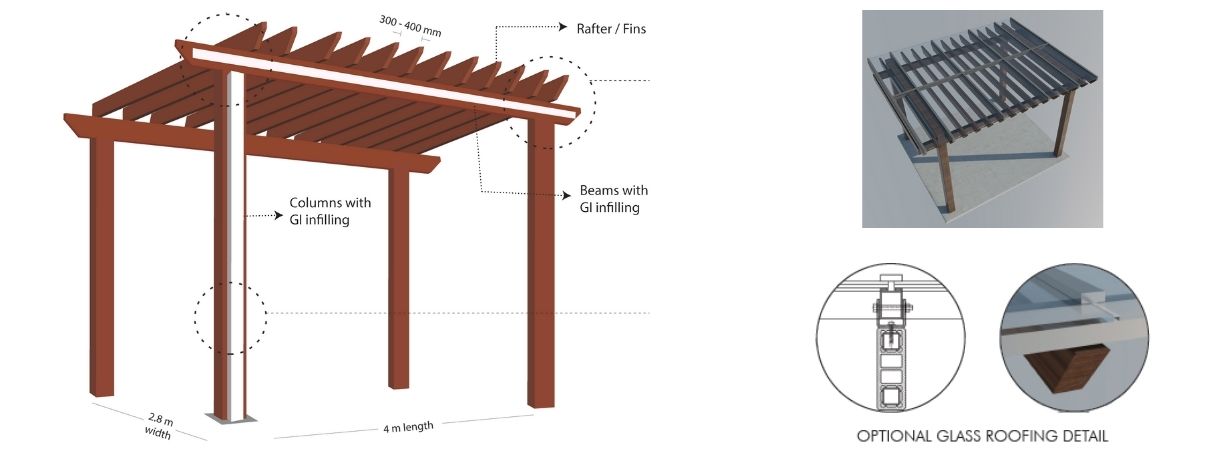 300 - 400 mm
Rafter / Fins
Columns with
GI infilling
Beams with
GI infilling
2.8 m
width
4 m length
OPTIONAL GLASS ROOFING DETAIL